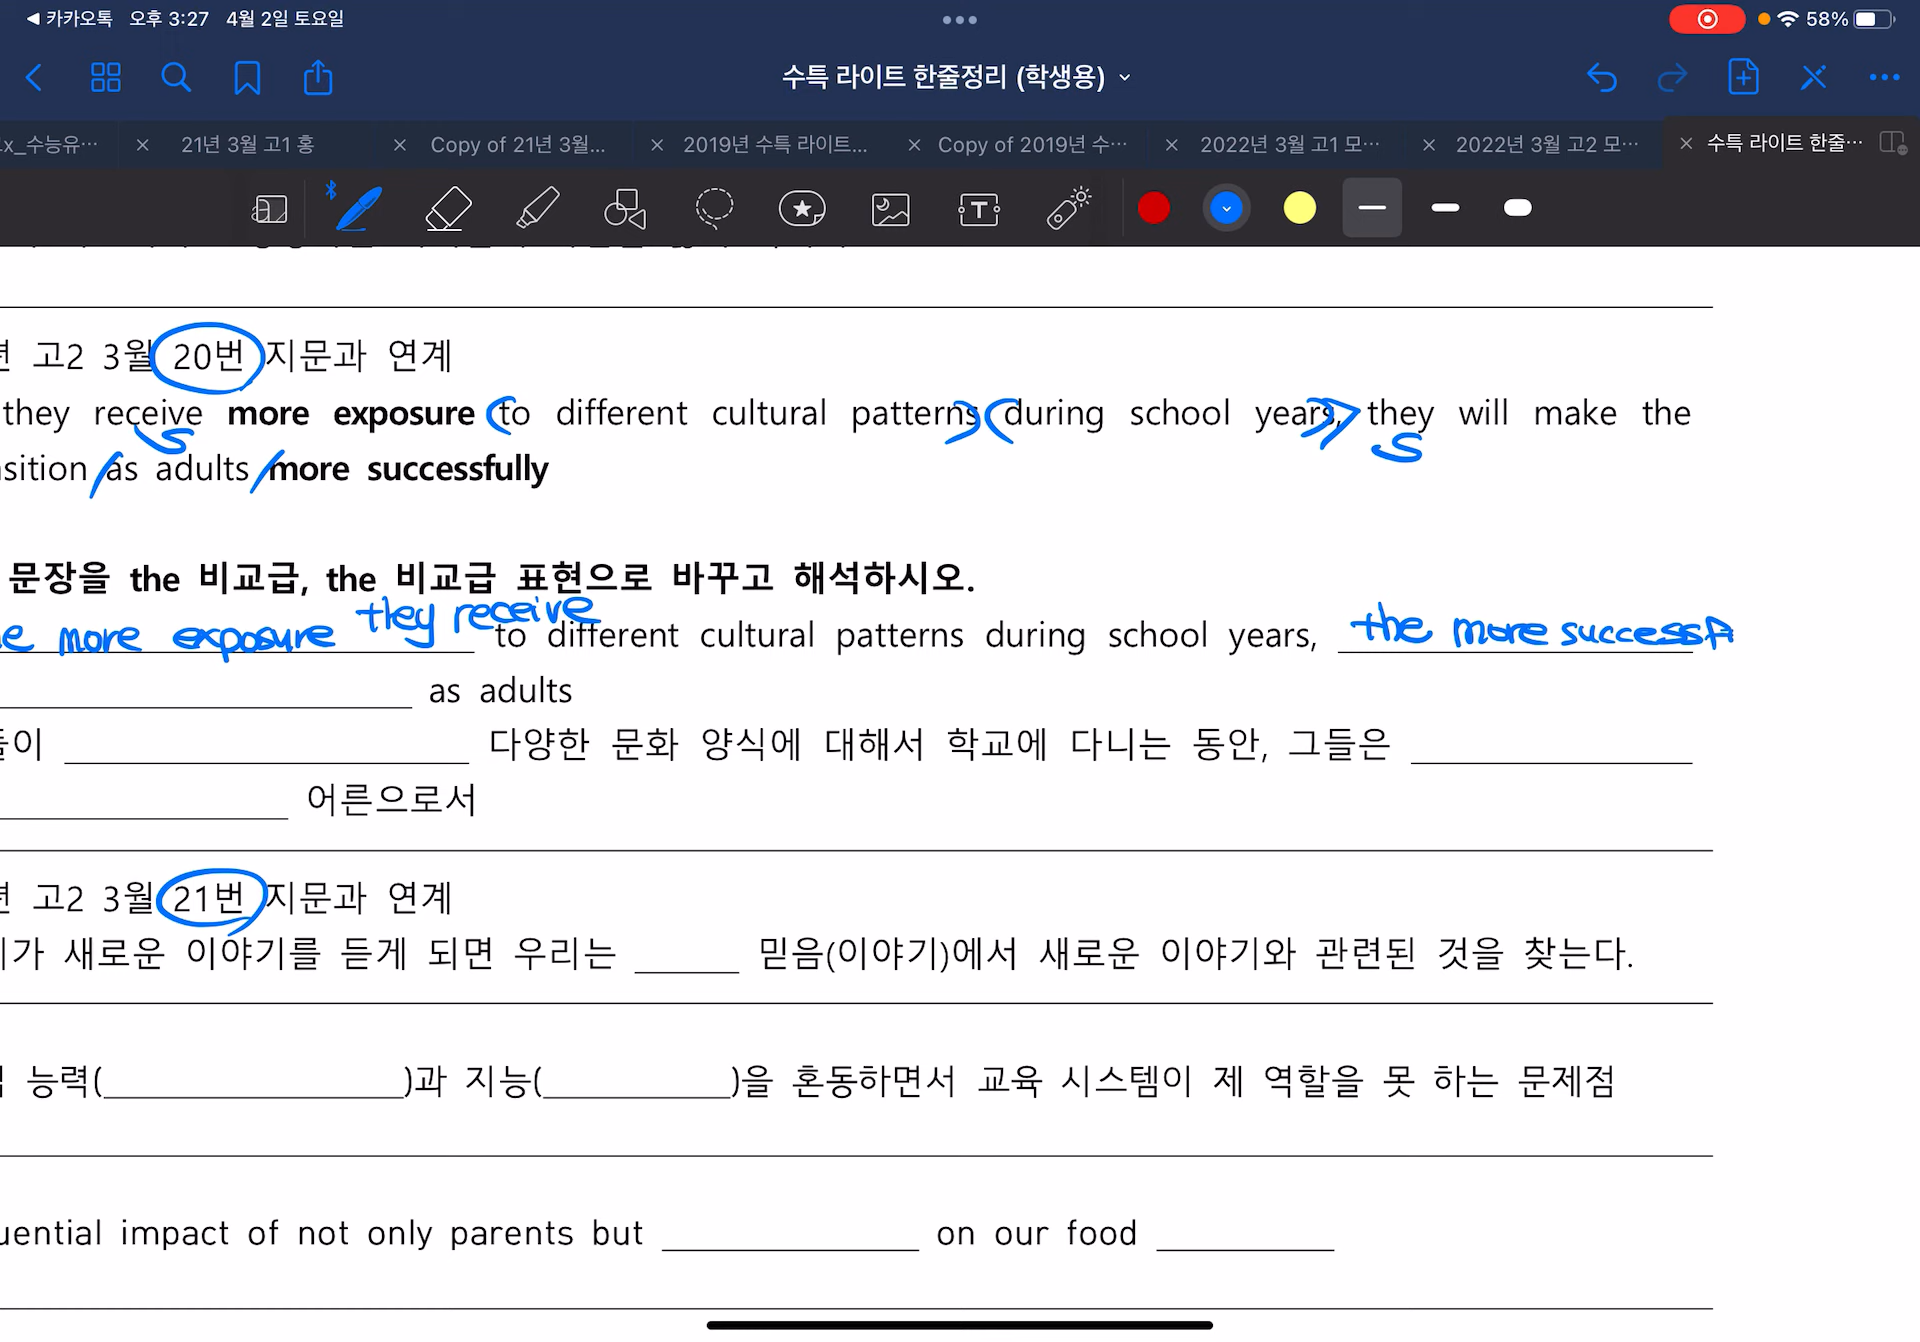 카카오톡 오후 3:27 4월 2일 토요일 58%
수특 라이트 한줄정리 (학생용)
x_수능유… 21년 3월 고1 홍 Copy of 21년 3월... 2019년 수특 라이트... Copy of 2019년 수… 2022년 3월 고1 모… 2022년 3월 고2 모… 수특 라이트 한줄…
고2 3월 20번 지문과 연계
they receive more exposure to different cultural patterns during school years, they will make the
sition as adults more successfully
S S
문장을 the 비교급, the 비교급 표현으로 바꾸고 해석하시오.
more exposure they receive to different cultural patterns during school years, the more
as adults
들이 다양한 문화 양식에 대해서 학교에 다니는 동안, 그들은
어른으로서
고2 3월 21번 지문과 연계
가 새로운 이야기를 듣게 되면 우리는 ______ 믿음(이야기)에서 새로운 이야기와 관련된 것을 찾는다.
능력(______)과 지능(______)을 혼동하면서 교육 시스템이 제 역할을 못 하는 문제점
uential impact of not only parents but ______ on our food ______